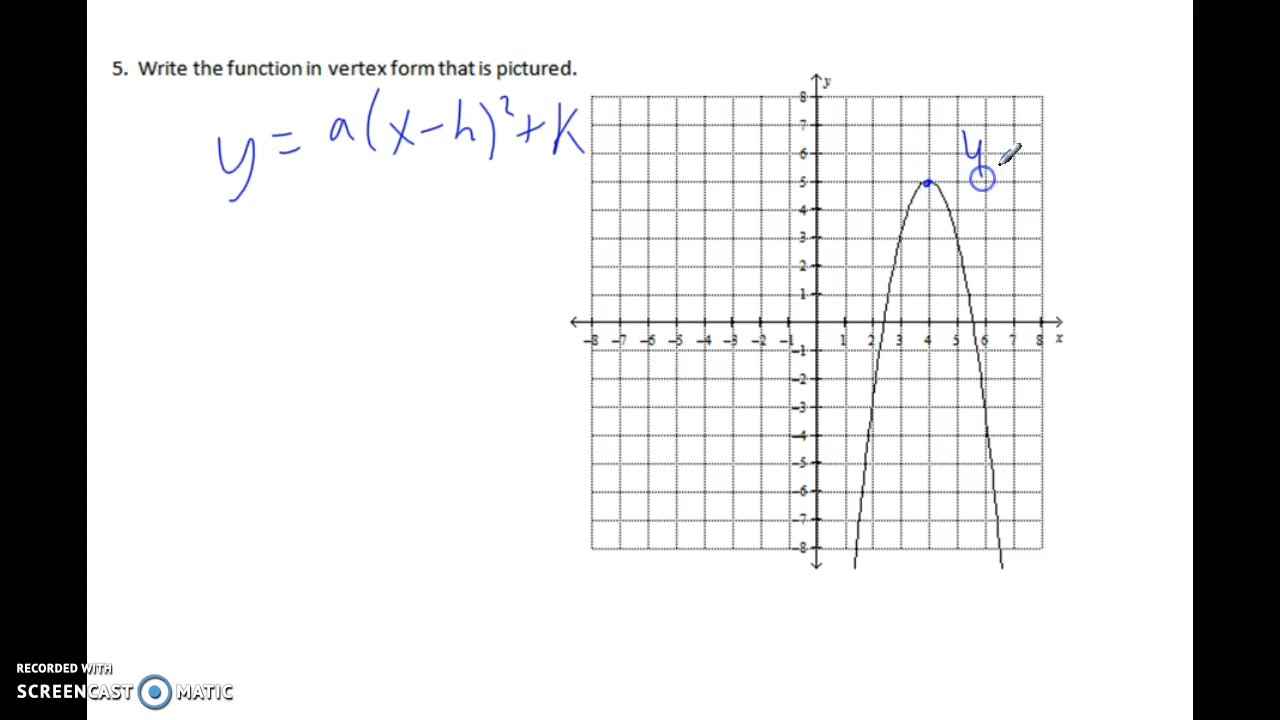 5. Write the function in vertex form that is pictured.
y = a(x-h)²+k
y
8
7
6
5
4
3
2
1
-8 -7 -6 -5 -4 -3 -2 -1 1 2 3 4 5 6 7 8 x
-1
-2
-3
-4
-5
-6
-7
-8
4
RECORDED WITH
SCREENCAST MATIC